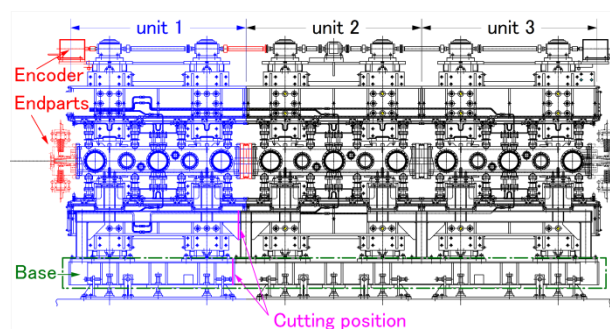 unit 1 unit 2 unit 3
Encoder
Endparts
Base
Cutting position